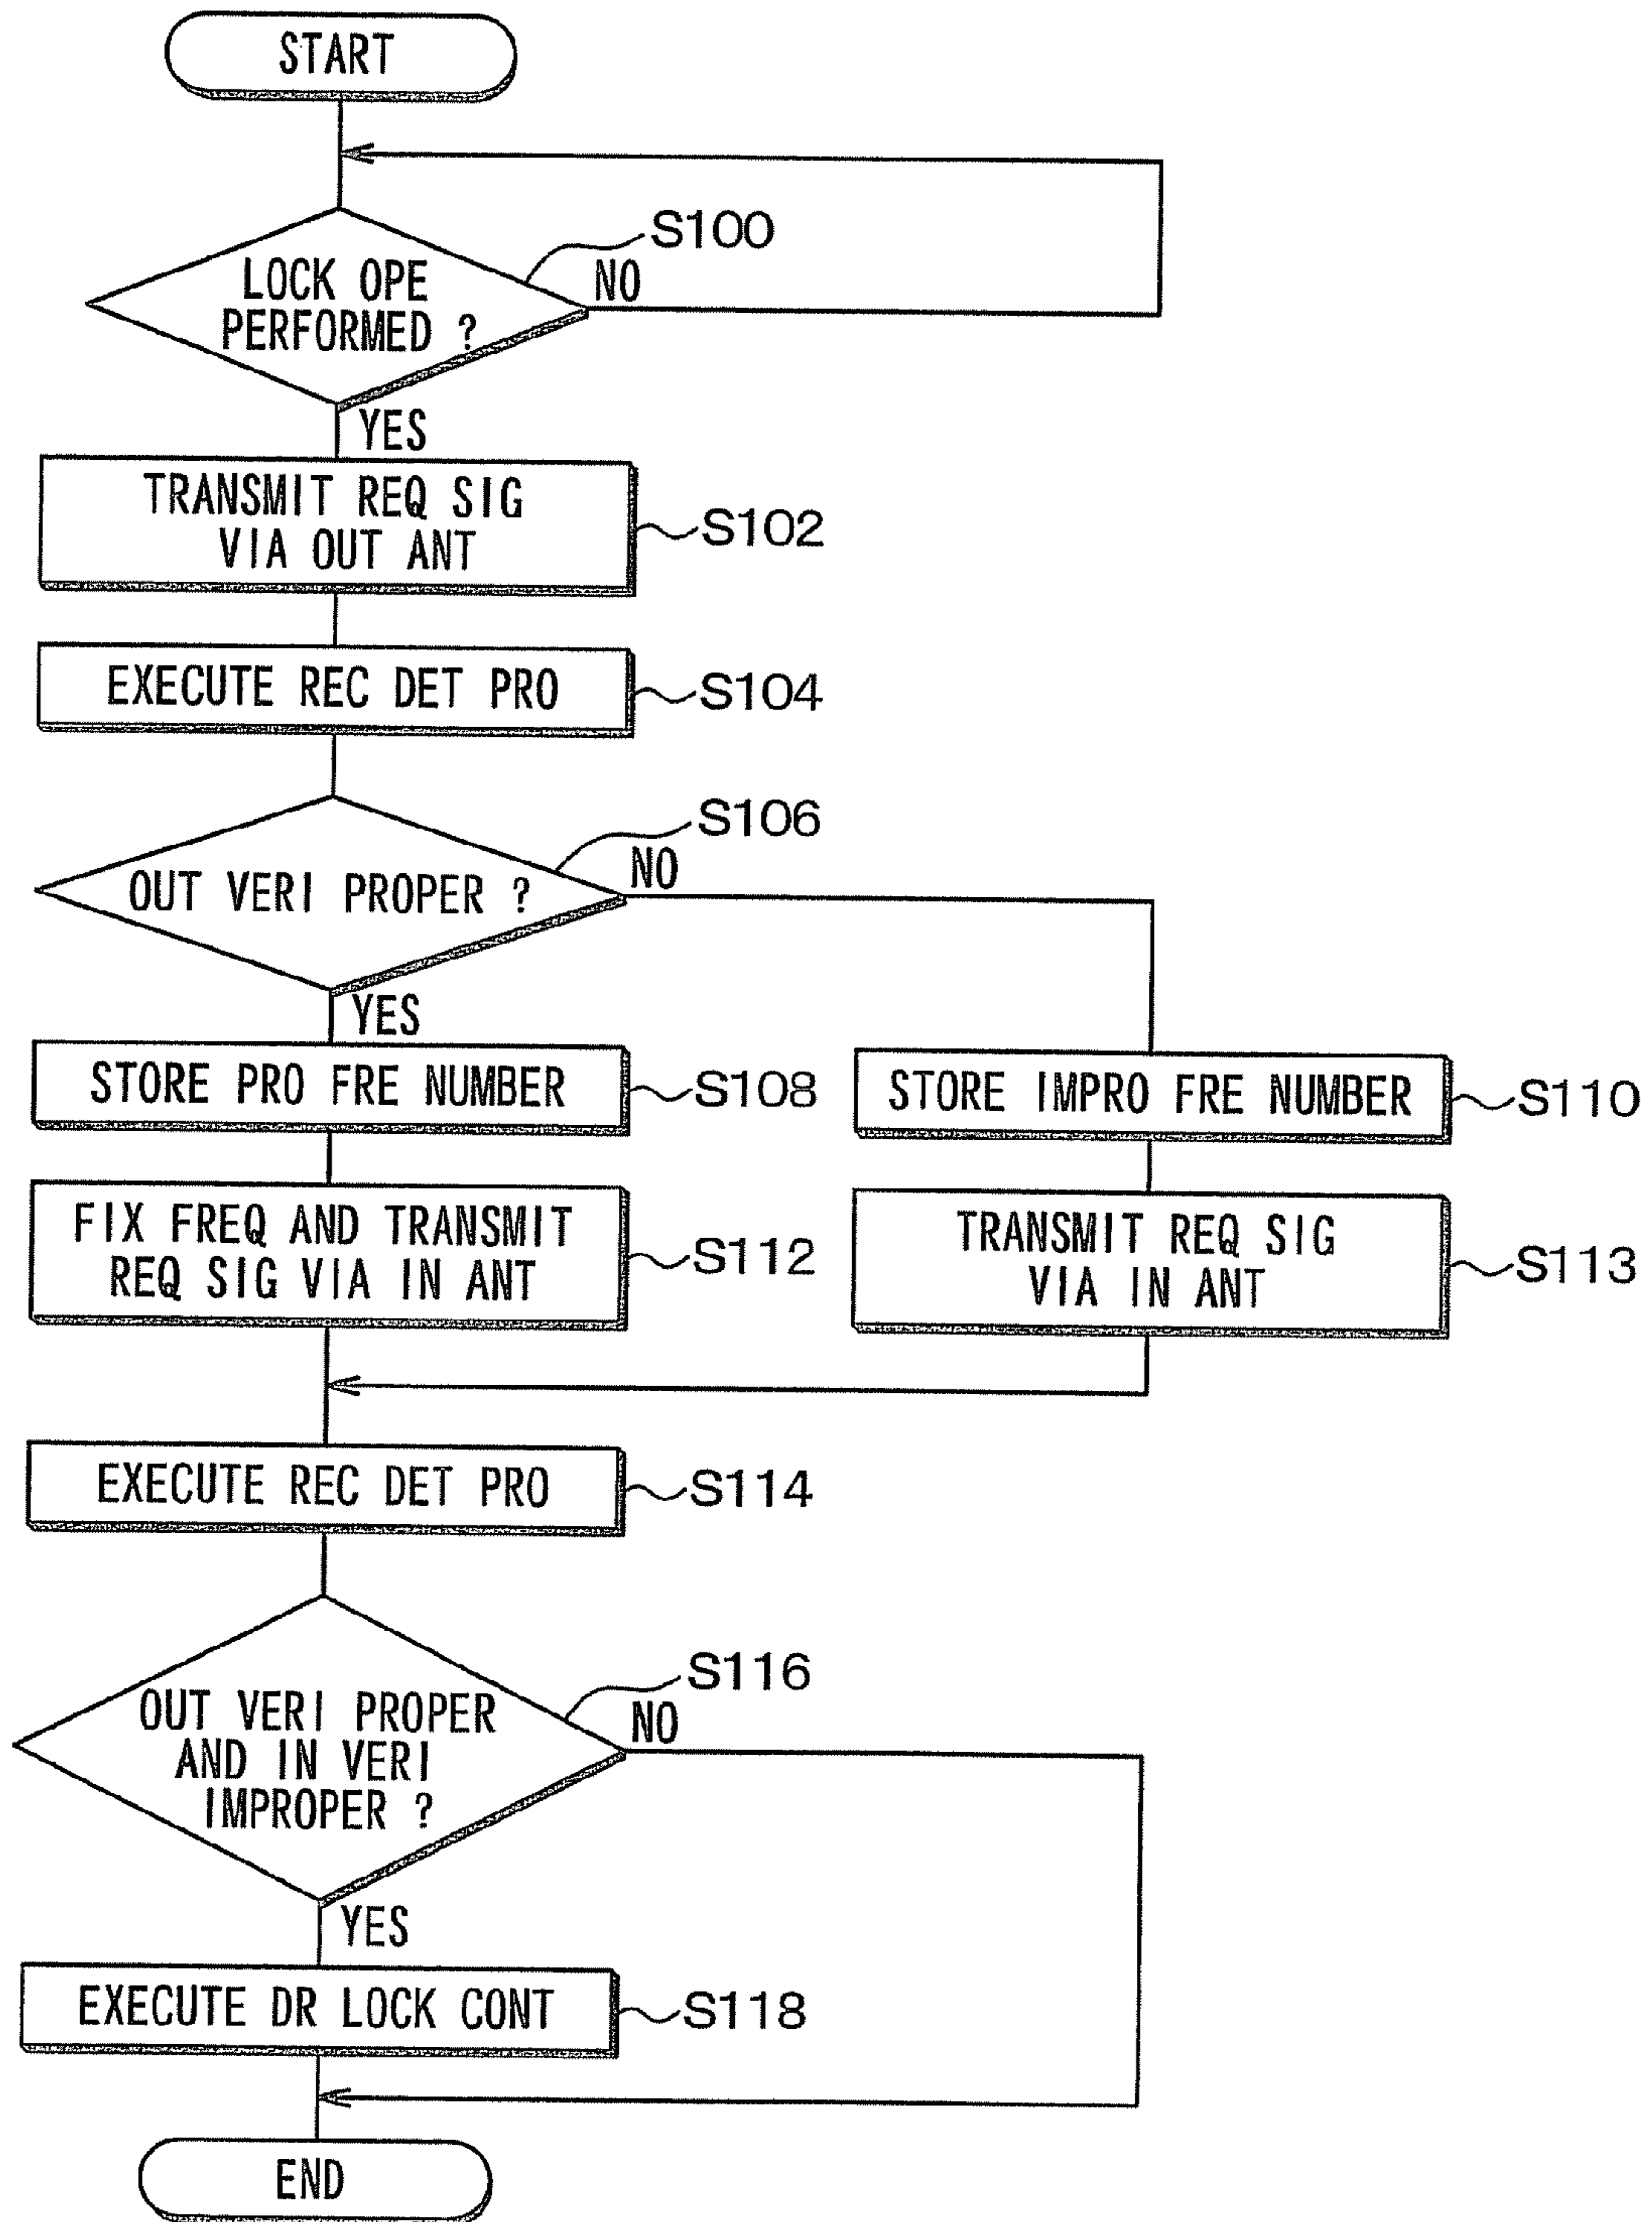 START
S100
LOCK OPE
PERFORMED ?
NO
YES
TRANSMIT REQ SIG
VIA OUT ANT
S102
EXECUTE REC DET PRO
S104
S106
OUT VERI PROPER ?
NO
YES
STORE PRO FRE NUMBER
S108
STORE IMPRO FRE NUMBER
S110
FIX FREQ AND TRANSMIT
REQ SIG VIA IN ANT
S112
TRANSMIT REQ SIG
VIA IN ANT
S113
EXECUTE REC DET PRO
S114
S116
OUT VERI PROPER
AND IN VERI
IMPROPER ?
NO
YES
EXECUTE DR LOCK CONT
S118
END